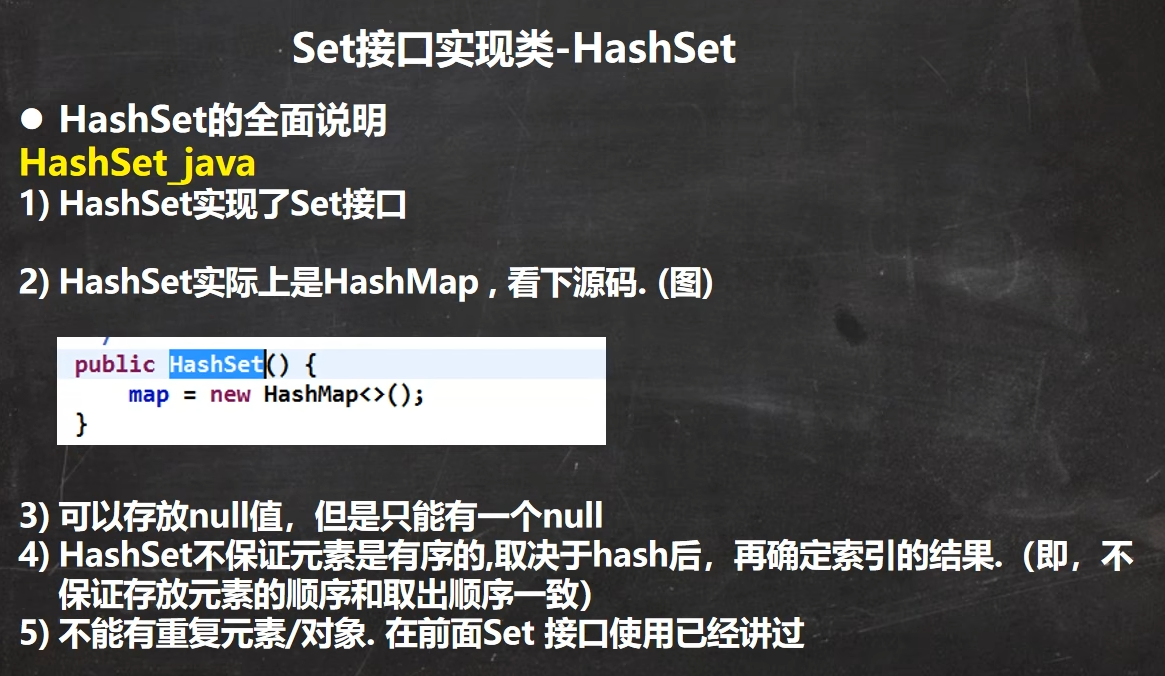 Set接口实现类-HashSet
● HashSet的全面说明
HashSet_java
1) HashSet实现了Set接口
2) HashSet实际上是HashMap , 看下源码. (图)
public HashSet() {
map = new HashMap<>();
}
3) 可以存放null值，但是只能有一个null
4) HashSet不保证元素是有序的,取决于hash后，再确定索引的结果.（即，不
保证存放元素的顺序和取出顺序一致）
5) 不能有重复元素/对象. 在前面Set 接口使用已经讲过